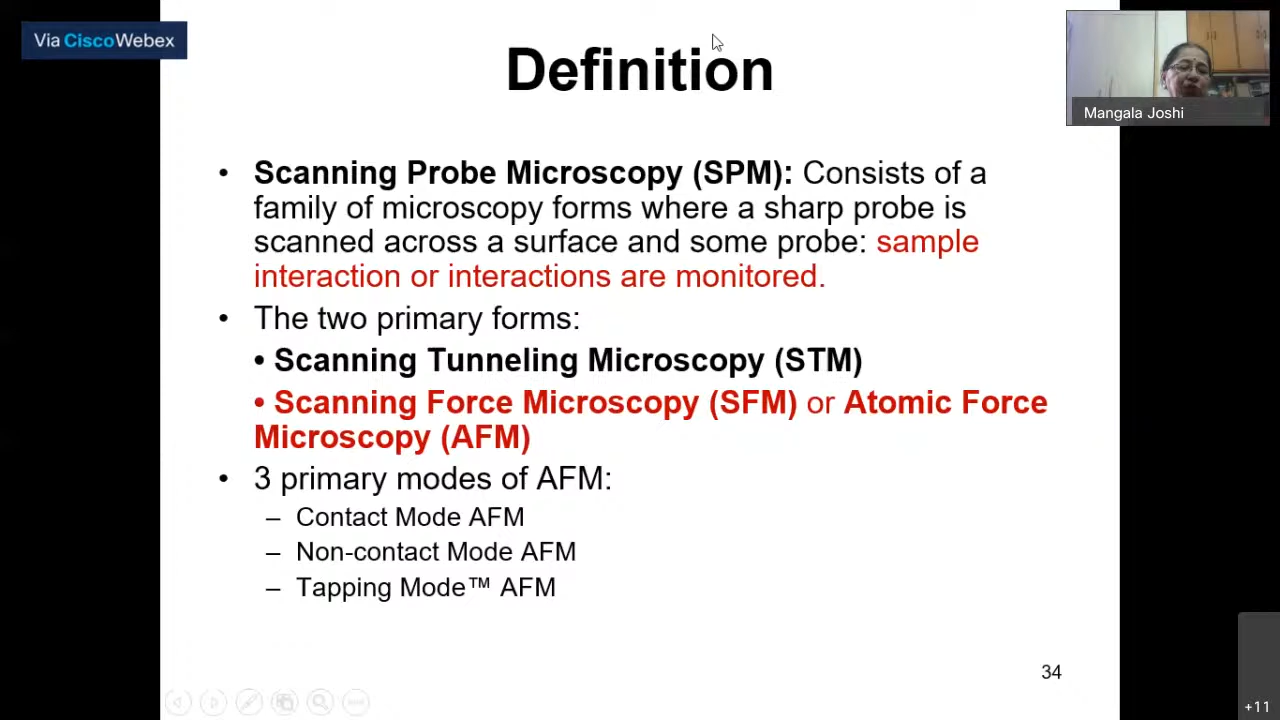 Via CiscoWebex
Definition
Mangala Joshi
• Scanning Probe Microscopy (SPM): Consists of a
family of microscopy forms where a sharp probe is
scanned across a surface and some probe: sample
interaction or interactions are monitored.
• The two primary forms:
• Scanning Tunneling Microscopy (STM)
• Scanning Force Microscopy (SFM) or Atomic Force
Microscopy (AFM)
• 3 primary modes of AFM:
– Contact Mode AFM
– Non-contact Mode AFM
– Tapping Mode™ AFM
34
+11